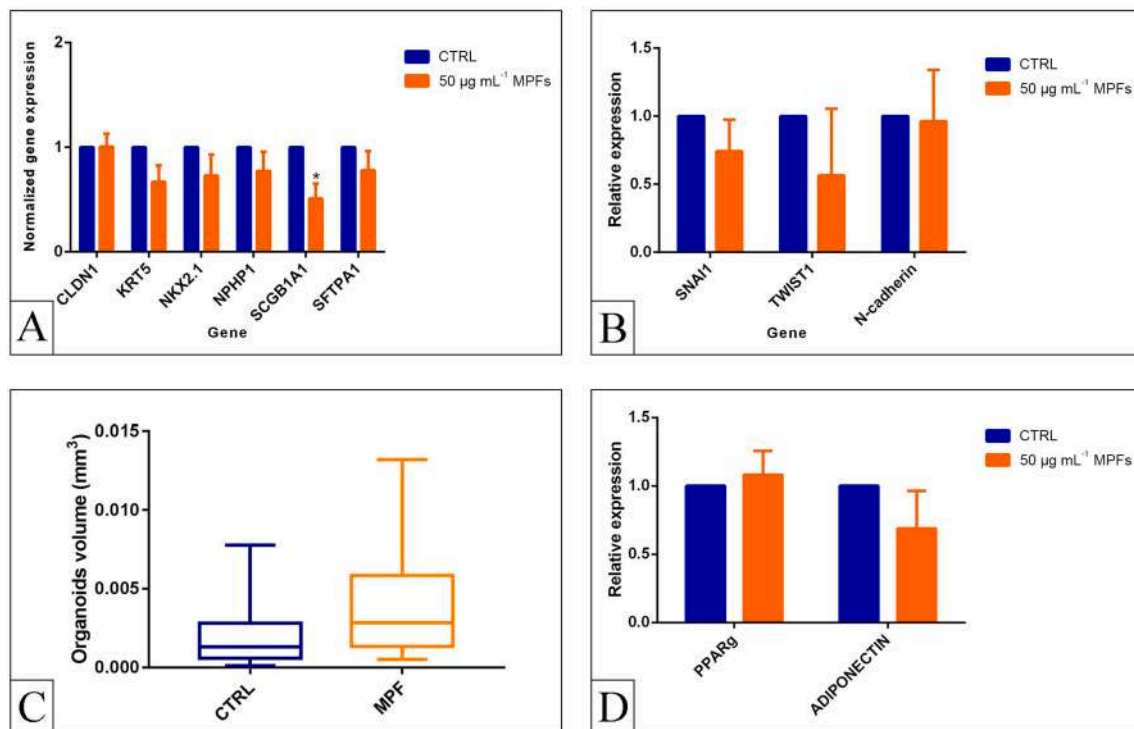 2
1
0
Normalized gene expression
CTRL
50 µg mL⁻¹ MPFs
*
CLDN1
KRT5
NKX2.1
NPHP1
SCGB1A1
SFTPA1
Gene
A
1.5
1.0
0.5
0.0
Relative expression
CTRL
50 µg mL⁻¹ MPFs
SNAI1
TWIST1
N-cadherin
Gene
B
0.015
0.010
0.005
0.000
Organoids volume (mm³)
CTRL
MPF
C
1.5
1.0
0.5
0.0
Relative expression
CTRL
50 µg mL⁻¹ MPFs
PPARg
ADIPONECTIN
D